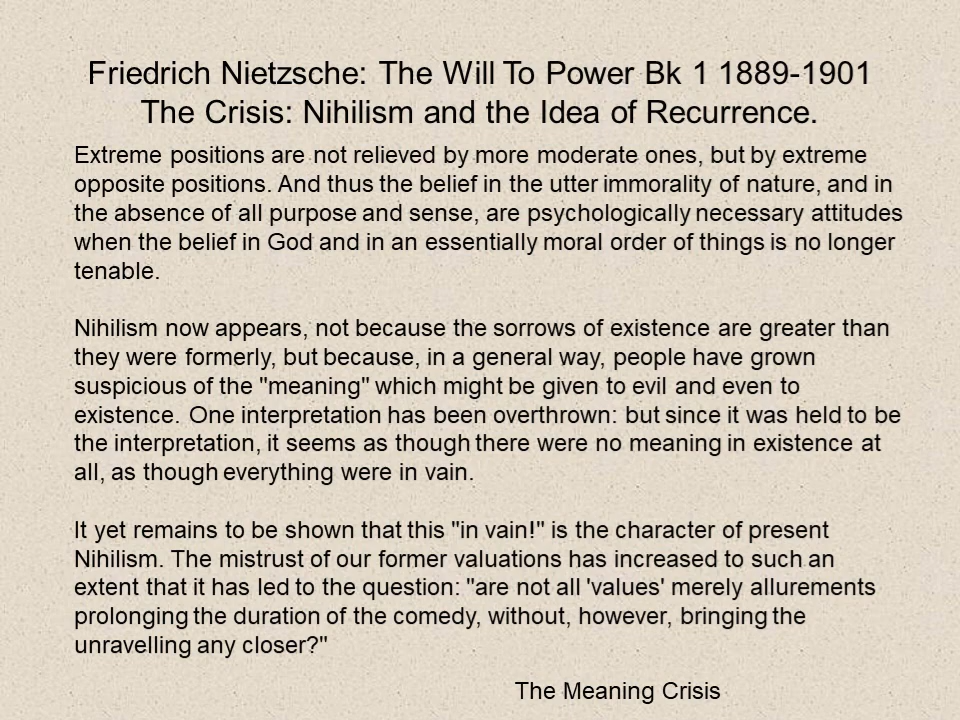 Friedrich Nietzsche: The Will To Power Bk 1 1889-1901
The Crisis: Nihilism and the Idea of Recurrence.
Extreme positions are not relieved by more moderate ones, but by extreme
opposite positions. And thus the belief in the utter immorality of nature, and in
the absence of all purpose and sense, are psychologically necessary attitudes
when the belief in God and in an essentially moral order of things is no longer
tenable.
Nihilism now appears, not because the sorrows of existence are greater than
they were formerly, but because, in a general way, people have grown
suspicious of the "meaning" which might be given to evil and even to
existence. One interpretation has been overthrown: but since it was held to be
the interpretation, it seems as though there were no meaning in existence at
all, as though everything were in vain.
It yet remains to be shown that this "in vain!" is the character of present
Nihilism. The mistrust of our former valuations has increased to such an
extent that it has led to the question: "are not all 'values' merely allurements
prolonging the duration of the comedy, without, however, bringing the
unravelling any closer?"
The Meaning Crisis